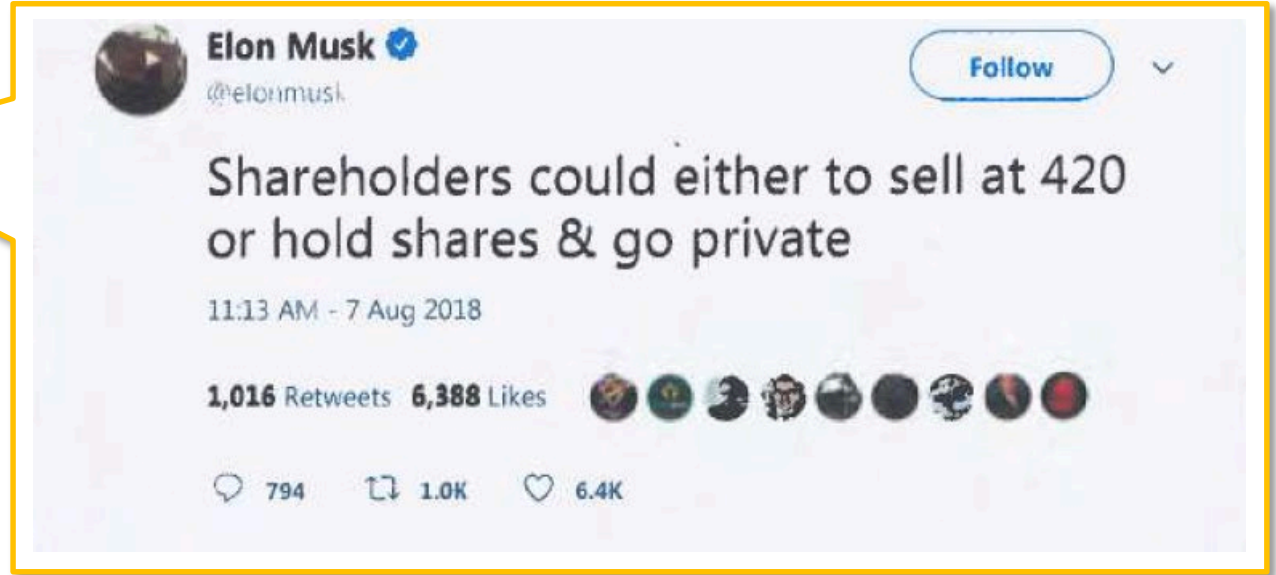 Elon Musk
@elonmusk
Follow
Shareholders could either to sell at 420
or hold shares & go private
11:13 AM - 7 Aug 2018
1,016 Retweets 6,388 Likes
794 1.0K 6.4K